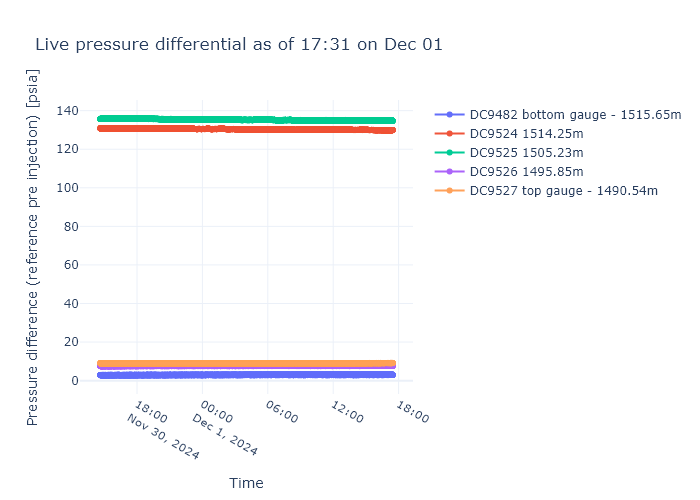 Live pressure differential as of 17:31 on Dec 01
Pressure difference (reference pre injection) [psia]
140
120
100
80
60
40
20
0
18:00
Nov 30, 2024
00:00
Dec 1, 2024
06:00
12:00
18:00
Time
DC9482 bottom gauge - 1515.65m
DC9524 1514.25m
DC9525 1505.23m
DC9526 1495.85m
DC9527 top gauge - 1490.54m